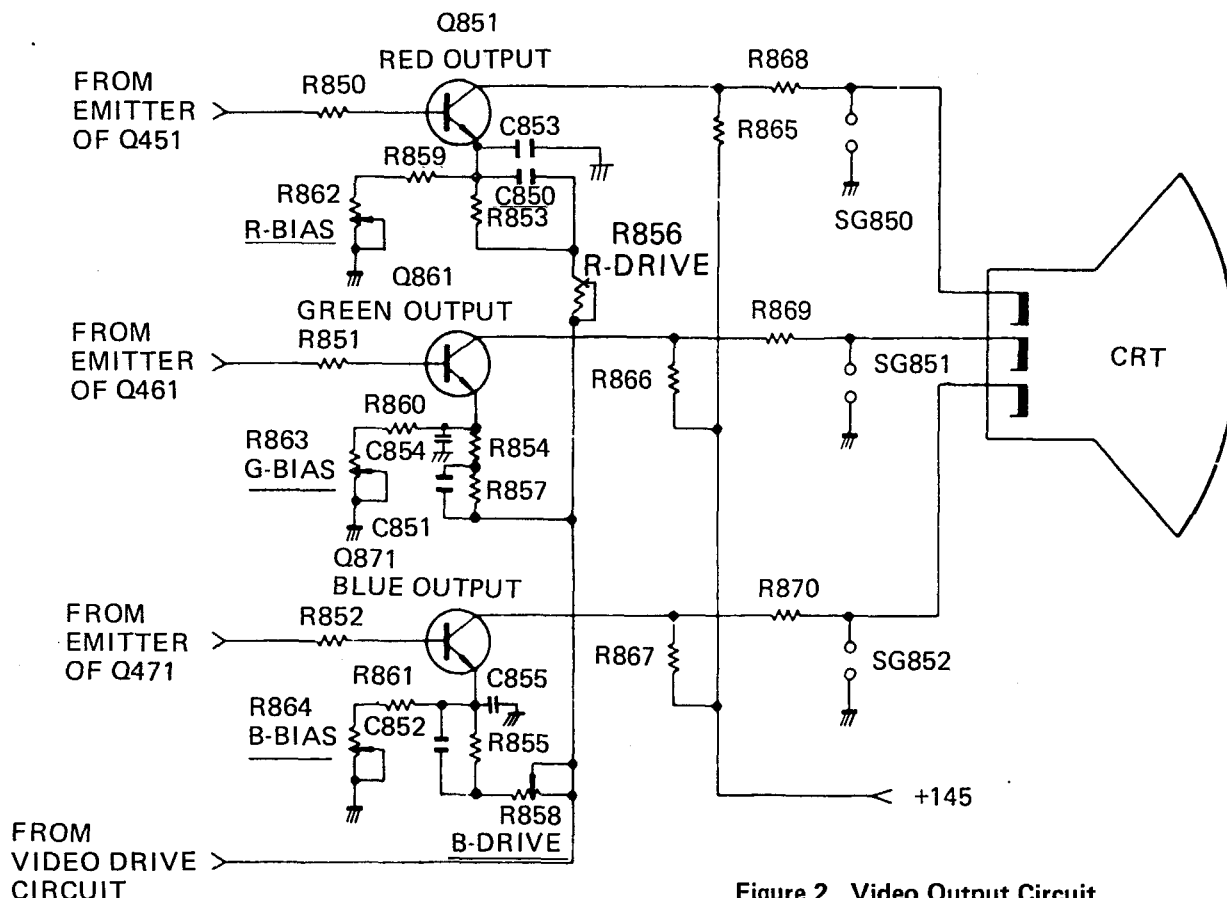 Q851
RED OUTPUT
FROM
EMITTER
OF Q451
R850
R868
R865
C853
R859
C850
R853
R862
R-BIAS
SG850
R856
R-DRIVE
Q861
GREEN OUTPUT
FROM
EMITTER
OF Q461
R851
R869
R866
SG851
CRT
R860
C854
R854
R863
G-BIAS
R857
C851
Q871
BLUE OUTPUT
FROM
EMITTER
OF Q471
R852
R870
R867
SG852
R861
C855
R864
B-BIAS
C852
R855
R858
B-DRIVE
+145
FROM
VIDEO DRIVE
CIRCUIT
Figure 2 Video Output Circuit